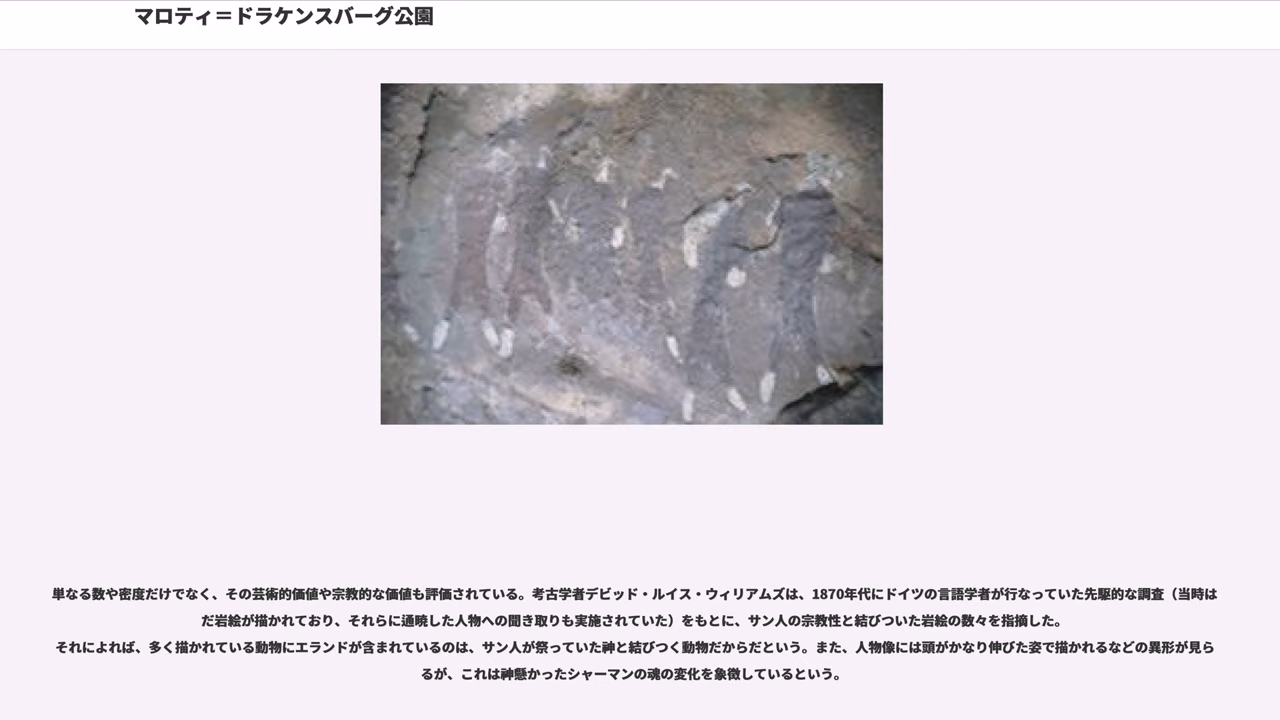 マロティ＝ドラケンスバーグ公園
単なる数や密度だけでなく、その芸術的価値や宗教的な価値も評価されている。考古学者デビッド・ルイス・ウィリアムズは、1870年代にドイツの言語学者が行なっていた先駆的な調査（当時は
だ岩絵が描かれており、それらに通暁した人物への聞き取りも実施されていた）をもとに、サン人の宗教性と結びついた岩絵の数々を指摘した。
それによれば、多く描かれている動物にエランドが含まれているのは、サン人が祭っていた神と結びつく動物だからだという。また、人物像には頭がかなり伸びた姿で描かれるなどの異形が見ら
るが、これは神懸かったシャーマンの魂の変化を象徴しているという。